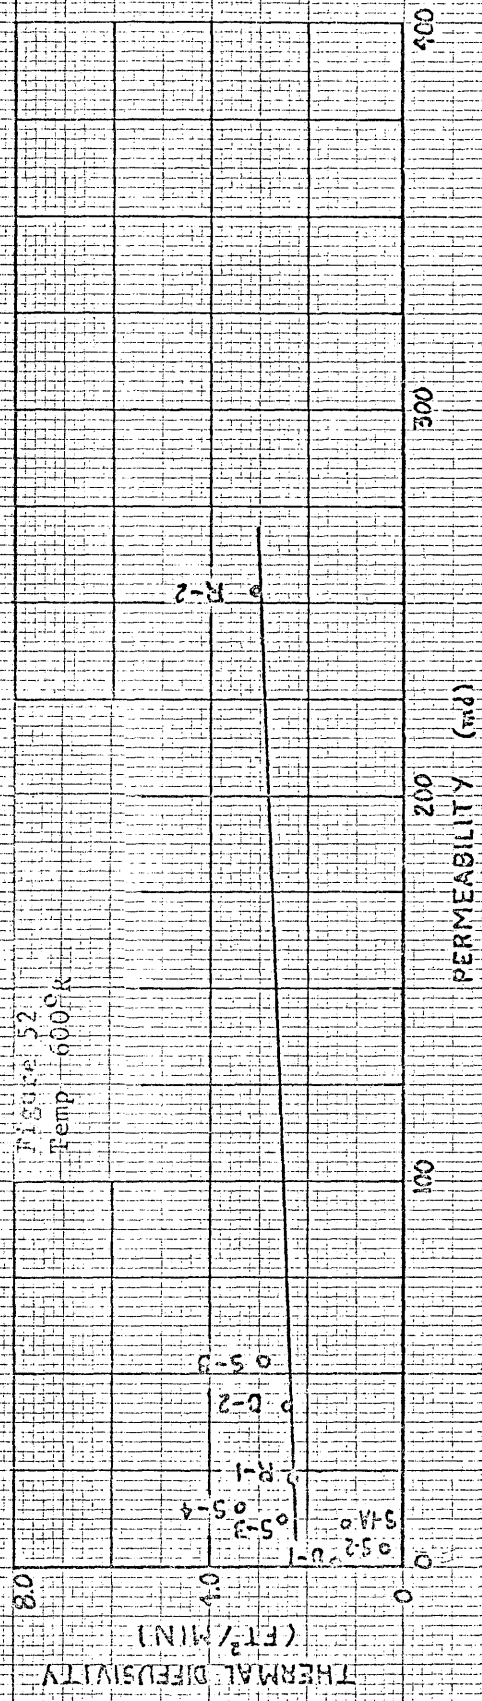 Figure 52
Temp 600°R
THERMAL DIFFUSIVITY
(FT²/MIN)
8.0
4.0
0
R-2
S-B
B-2
R-1
S-4
S-3
B-1
S-2
S-1A
0
100
200
300
400
PERMEABILITY (md)